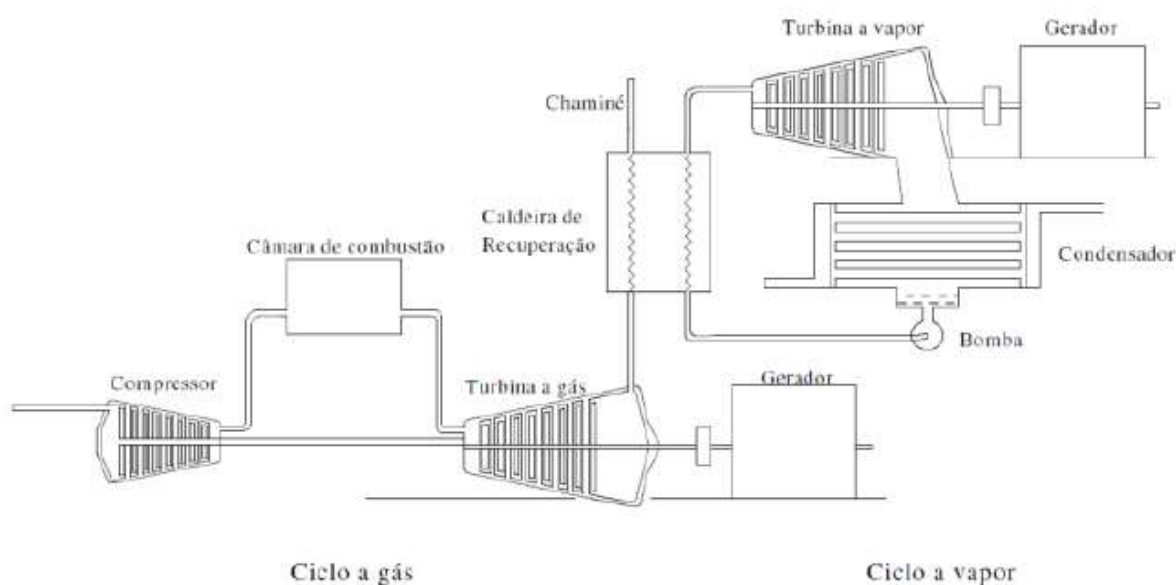 Turbina a vapor
Gerador
Chaminé
Caldeira de
Recuperação
Câmara de combustão
Condensador
Bomba
Compressor
Turbina a gás
Gerador
Ciclo a gás
Ciclo a vapor